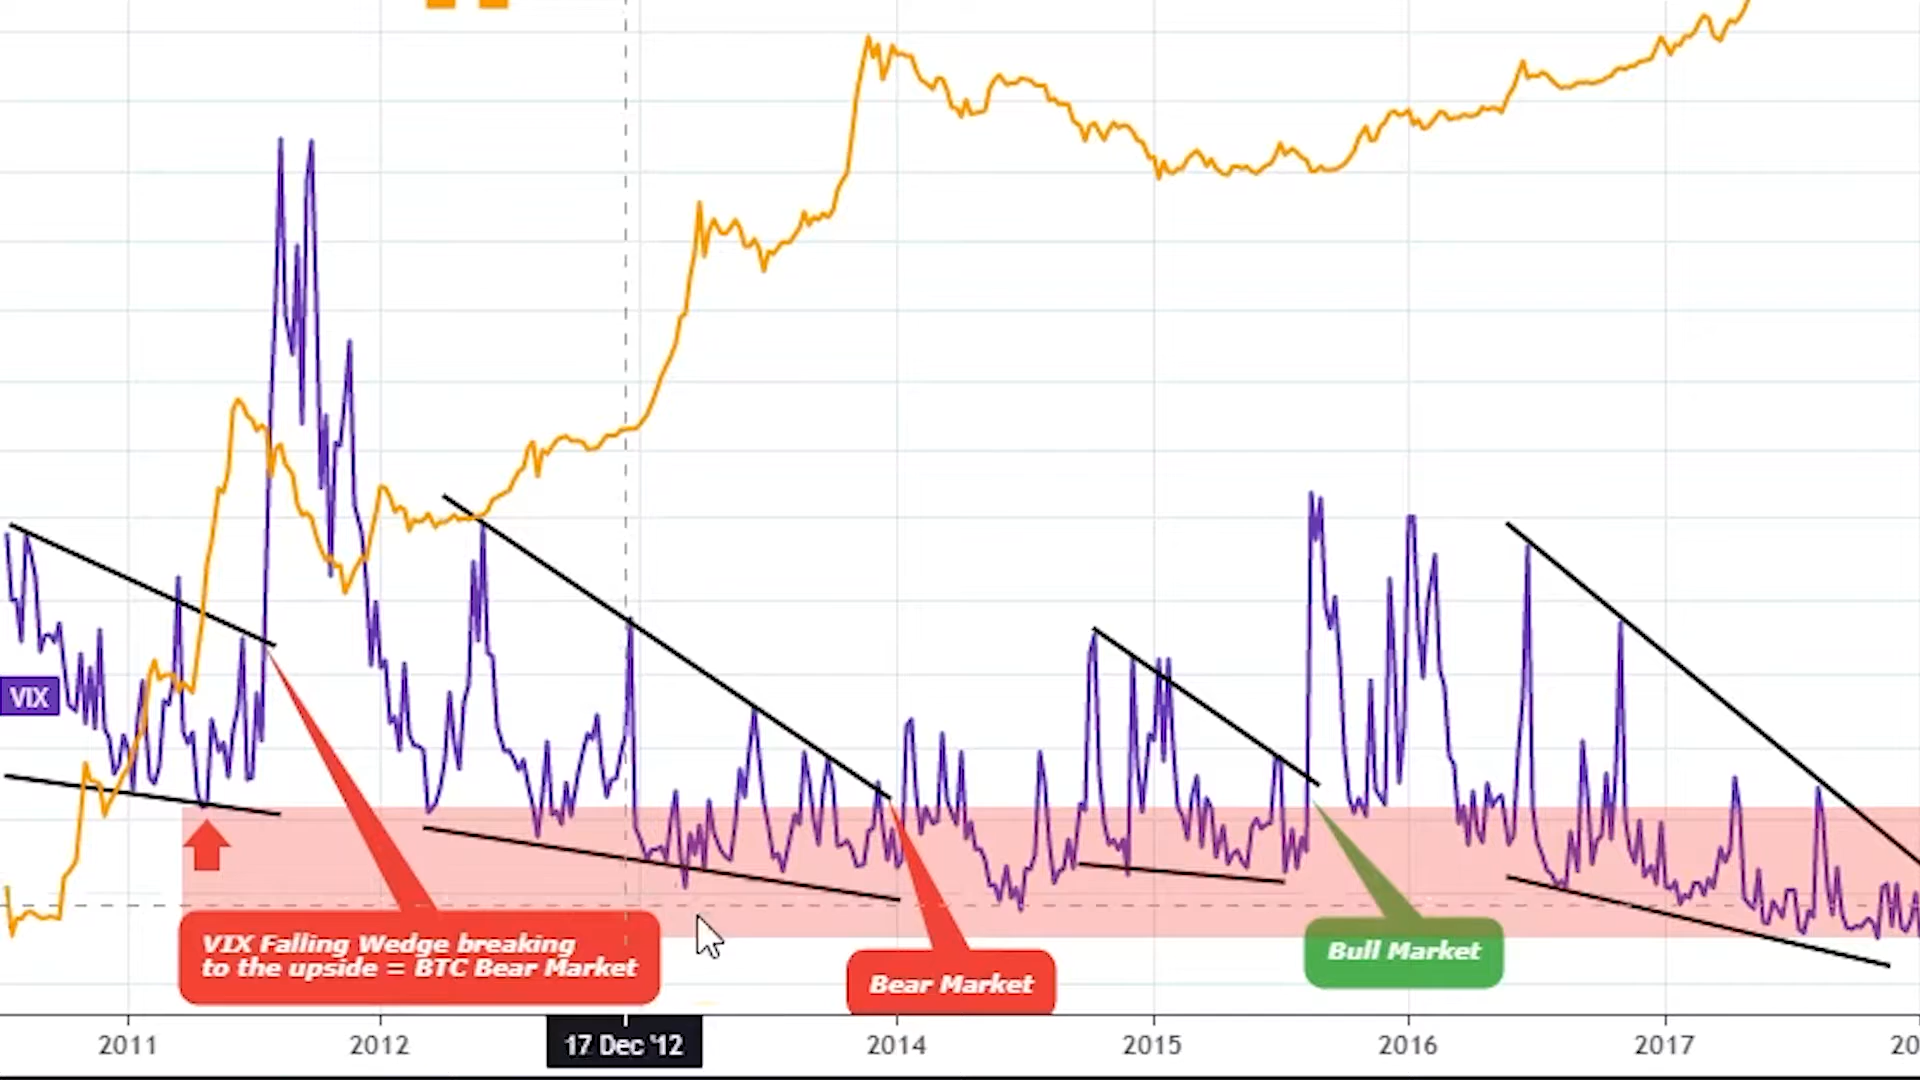 VIX
VIX Falling Wedge breaking
to the upside = BTC Bear Market
Bear Market
Bull Market
2011
2012
17 Dec '12
2014
2015
2016
2017
20